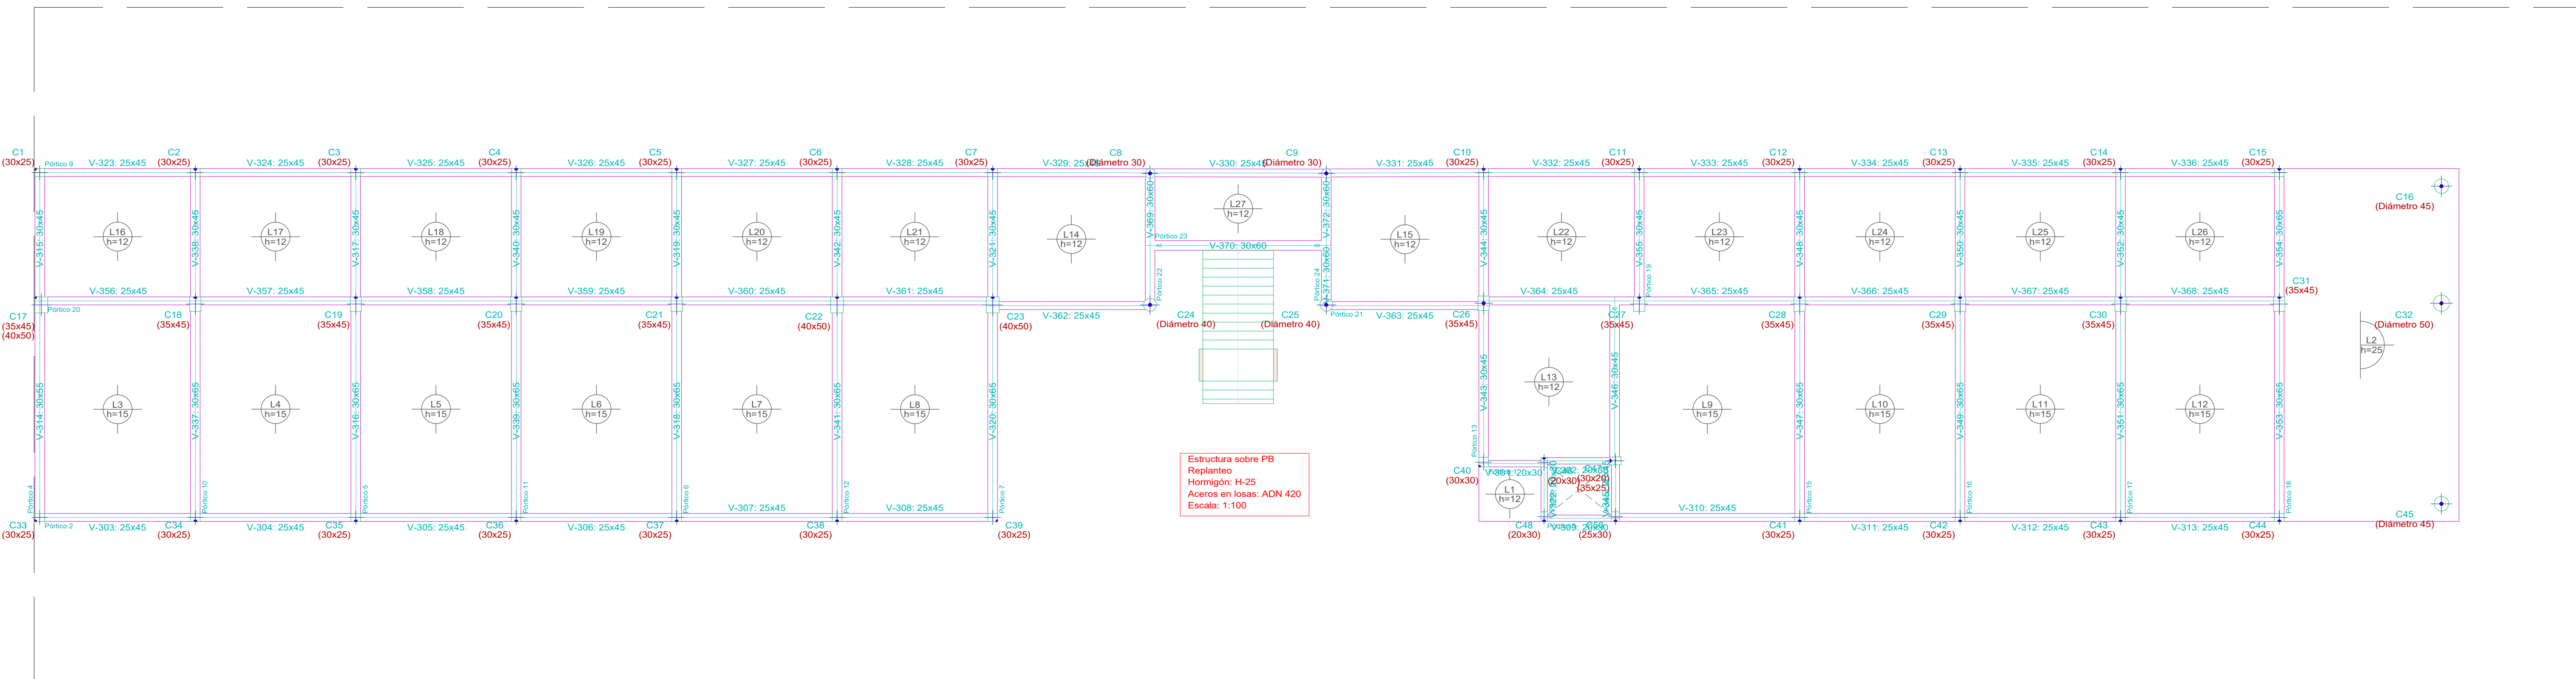 C1
(30x25)
Pórtico 9
V-323: 25x45
C2
(30x25)
V-324: 25x45
C3
(30x25)
V-325: 25x45
C4
(30x25)
V-326: 25x45
C5
(30x25)
V-327: 25x45
C6
(30x25)
V-328: 25x45
C7
(30x25)
V-329: 25x45
C8
(Diámetro 30)
V-330: 25x45
C9
(Diámetro 30)
V-331: 25x45
C10
(30x25)
V-332: 25x45
C11
(30x25)
V-333: 25x45
C12
(30x25)
V-334: 25x45
C13
(30x25)
V-335: 25x45
C14
(30x25)
V-336: 25x45
C15
(30x25)
C16
(Diámetro 45)
V-315: 30x45
L16
h=12
V-338: 30x45
L17
h=12
V-317: 30x45
L18
h=12
V-340: 30x45
L19
h=12
V-319: 30x45
L20
h=12
V-342: 30x45
L21
h=12
V-321: 30x45
L14
h=12
V-369: 30x60
L27
h=12
V-372: 30x60
Pórtico 23
V-370: 30x60
L15
h=12
V-344: 30x45
L22
h=12
V-355: 30x45
L23
h=12
V-348: 30x45
L24
h=12
V-350: 30x45
L25
h=12
V-352: 30x45
L26
h=12
V-354: 30x65
Pórtico 22
Pórtico 24
V-371: 30x60
Pórtico 19
V-356: 25x45
V-357: 25x45
V-358: 25x45
V-359: 25x45
V-360: 25x45
V-361: 25x45
V-364: 25x45
V-365: 25x45
V-366: 25x45
V-367: 25x45
V-368: 25x45
C31
(35x45)
C17
(35x45)
(40x50)
Pórtico 20
C18
(35x45)
C19
(35x45)
C20
(35x45)
C21
(35x45)
C22
(40x50)
C23
(40x50)
V-362: 25x45
C24
(Diámetro 40)
C25
(Diámetro 40)
Pórtico 21
V-363: 25x45
C26
(35x45)
C27
(35x45)
C28
(35x45)
C29
(35x45)
C30
(35x45)
C32
(Diámetro 50)
L2
h=25
V-314: 30x55
L3
h=15
V-337: 30x65
L4
h=15
V-316: 30x65
L5
h=15
V-339: 30x65
L6
h=15
V-318: 30x65
L7
h=15
V-341: 30x65
L8
h=15
V-320: 30x65
V-343: 30x45
L13
h=12
V-346: 30x45
L9
h=15
V-347: 30x65
L10
h=15
V-349: 30x65
L11
h=15
V-351: 30x65
L12
h=15
V-353: 30x65
Estructura sobre PB
Replanteo
Hormigón: H-25
Aceros en losas: ADN 420
Escala: 1:100
Pórtico 13
C40
(30x30)
V-301: 20x30
(20x30)
C47
(30x20)
(35x25)
L1
h=12
Pórtico 4
Pórtico 10
Pórtico 5
Pórtico 11
Pórtico 6
Pórtico 12
Pórtico 7
Pórtico 15
Pórtico 16
Pórtico 17
Pórtico 18
C33
(30x25)
Pórtico 2
V-303: 25x45
C34
(30x25)
V-304: 25x45
C35
(30x25)
V-305: 25x45
C36
(30x25)
V-306: 25x45
C37
(30x25)
V-307: 25x45
C38
(30x25)
V-308: 25x45
C39
(30x25)
C48
(20x30)
(25x30)
V-310: 25x45
C41
(30x25)
V-311: 25x45
C42
(30x25)
V-312: 25x45
C43
(30x25)
V-313: 25x45
C44
(30x25)
C45
(Diámetro 45)